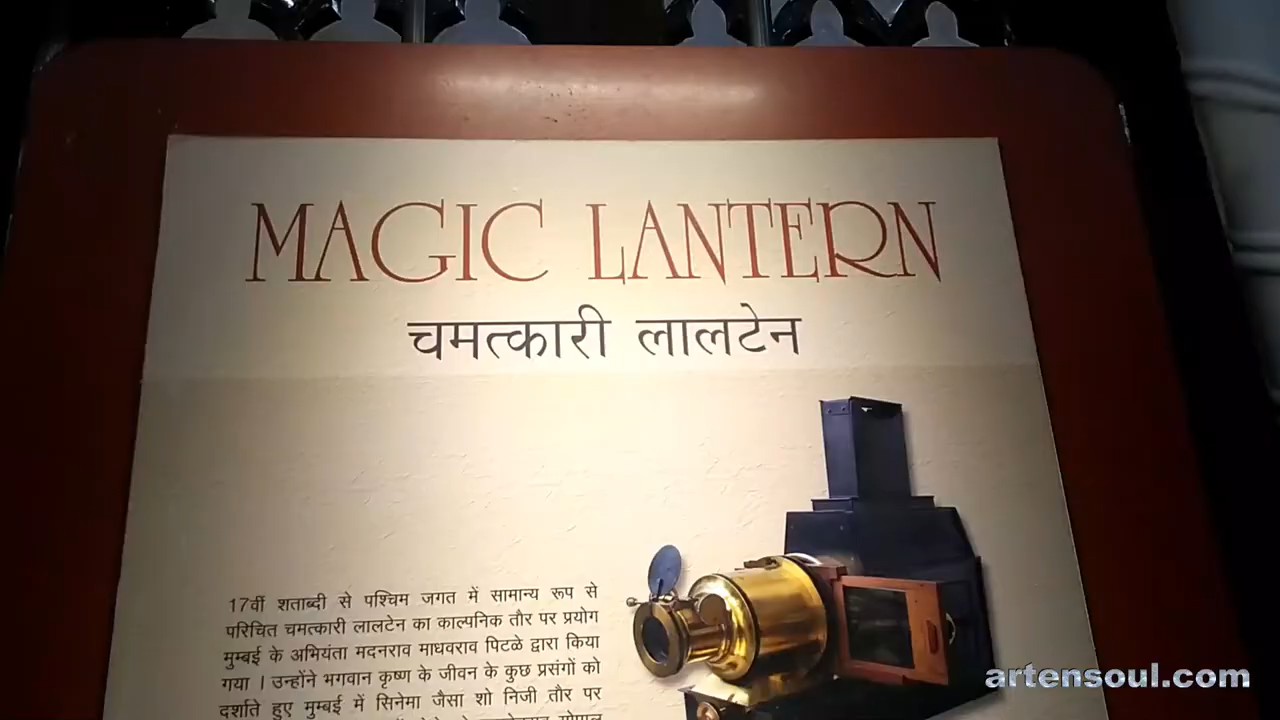 MAGIC LANTERN
चमत्कारी लालटेन
17वीं शताब्दी से पश्चिम जगत में सामान्य रूप से
परिचित चमत्कारी लालटेन का काल्पनिक तौर पर प्रयोग
मुम्बई के अभियंता मदनराव माधवराव पिटळे द्वारा किया
गया । उन्होंने भगवान कृष्ण के जीवन के कुछ प्रसंगों को
दर्शाते हुए मुम्बई में सिनेमा जैसा शो निजी तौर पर
artensoul.com